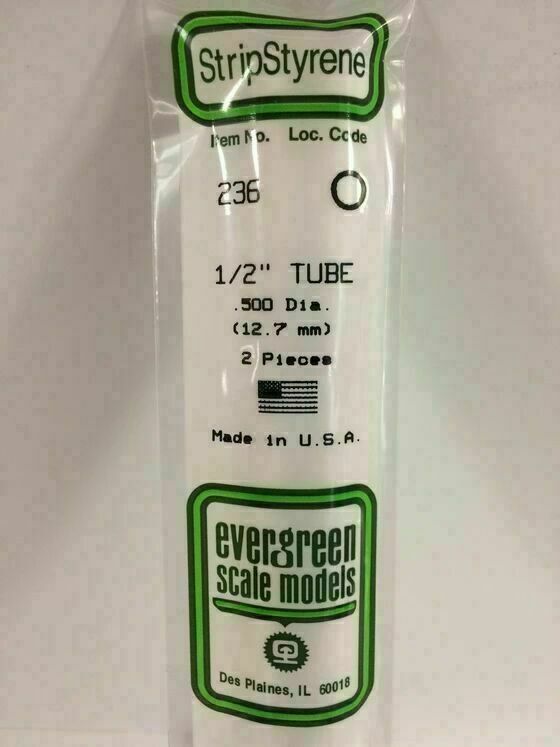 StripStyrene
Item No. Loc. Code
236 O
1/2" TUBE
.500 Dia.
(12.7 mm)
2 Pieces
Made in U.S.A.
evergreen
scale models
Des Plaines, IL 60018